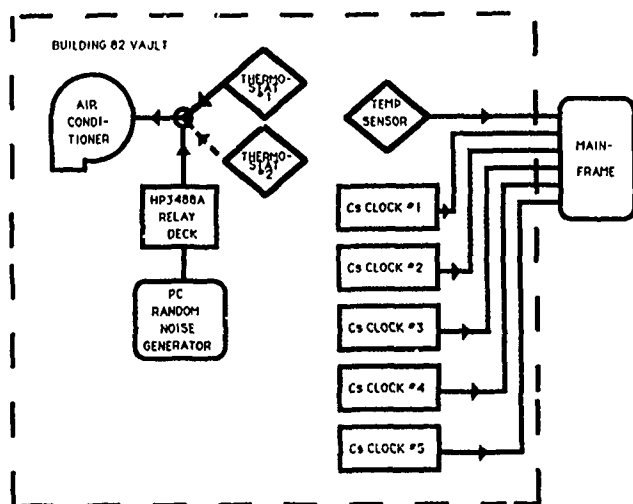 BUILDING 82 VAULT
AIR
CONDI-
TIONER
THERMO-
STAT
#1
THERMO-
STAT
#2
HP3488A
RELAY
DECK
PC
RANDOM
NOISE
GENERATOR
TEMP
SENSOR
MAIN-
FRAME
Cs CLOCK #1
Cs CLOCK #2
Cs CLOCK #3
Cs CLOCK #4
Cs CLOCK #5